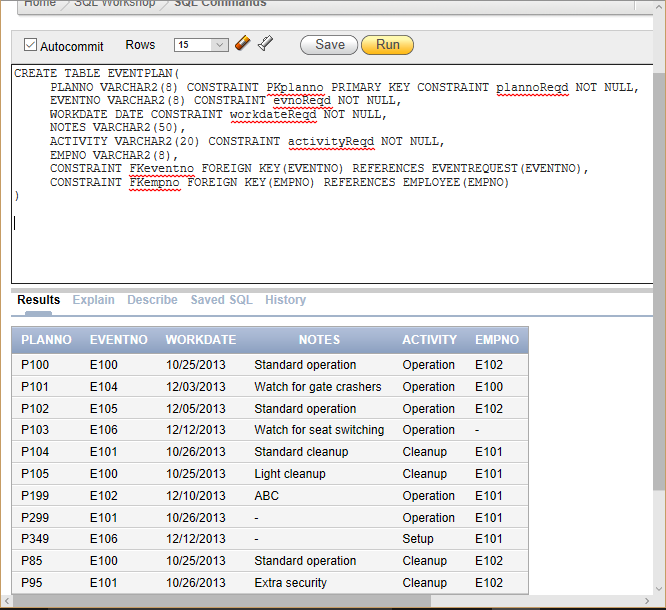 Home SQL Workshop SQL Commands
Autocommit Rows 15 Save Run
CREATE TABLE EVENTPLAN(
PLANNO VARCHAR2(8) CONSTRAINT PKplanno PRIMARY KEY CONSTRAINT plannoReqd NOT NULL,
EVENTNO VARCHAR2(8) CONSTRAINT evnoReqd NOT NULL,
WORKDATE DATE CONSTRAINT workdateReqd NOT NULL,
NOTES VARCHAR2(50),
ACTIVITY VARCHAR2(20) CONSTRAINT activityReqd NOT NULL,
EMPNO VARCHAR2(8),
CONSTRAINT FKeventno FOREIGN KEY(EVENTNO) REFERENCES EVENTREQUEST(EVENTNO),
CONSTRAINT FKempno FOREIGN KEY(EMPNO) REFERENCES EMPLOYEE(EMPNO)
)
Results Explain Describe Saved SQL History
PLANNO EVENTNO WORKDATE NOTES ACTIVITY EMPNO
P100 E100 10/25/2013 Standard operation Operation E102
P101 E104 12/03/2013 Watch for gate crashers Operation E100
P102 E105 12/05/2013 Standard operation Operation E102
P103 E106 12/12/2013 Watch for seat switching Operation -
P104 E101 10/26/2013 Standard cleanup Cleanup E101
P105 E100 10/25/2013 Light cleanup Cleanup E101
P199 E102 12/10/2013 ABC Operation E101
P299 E101 10/26/2013 - Operation E101
P349 E106 12/12/2013 - Setup E101
P85 E100 10/25/2013 Standard operation Cleanup E102
P95 E101 10/26/2013 Extra security Cleanup E102